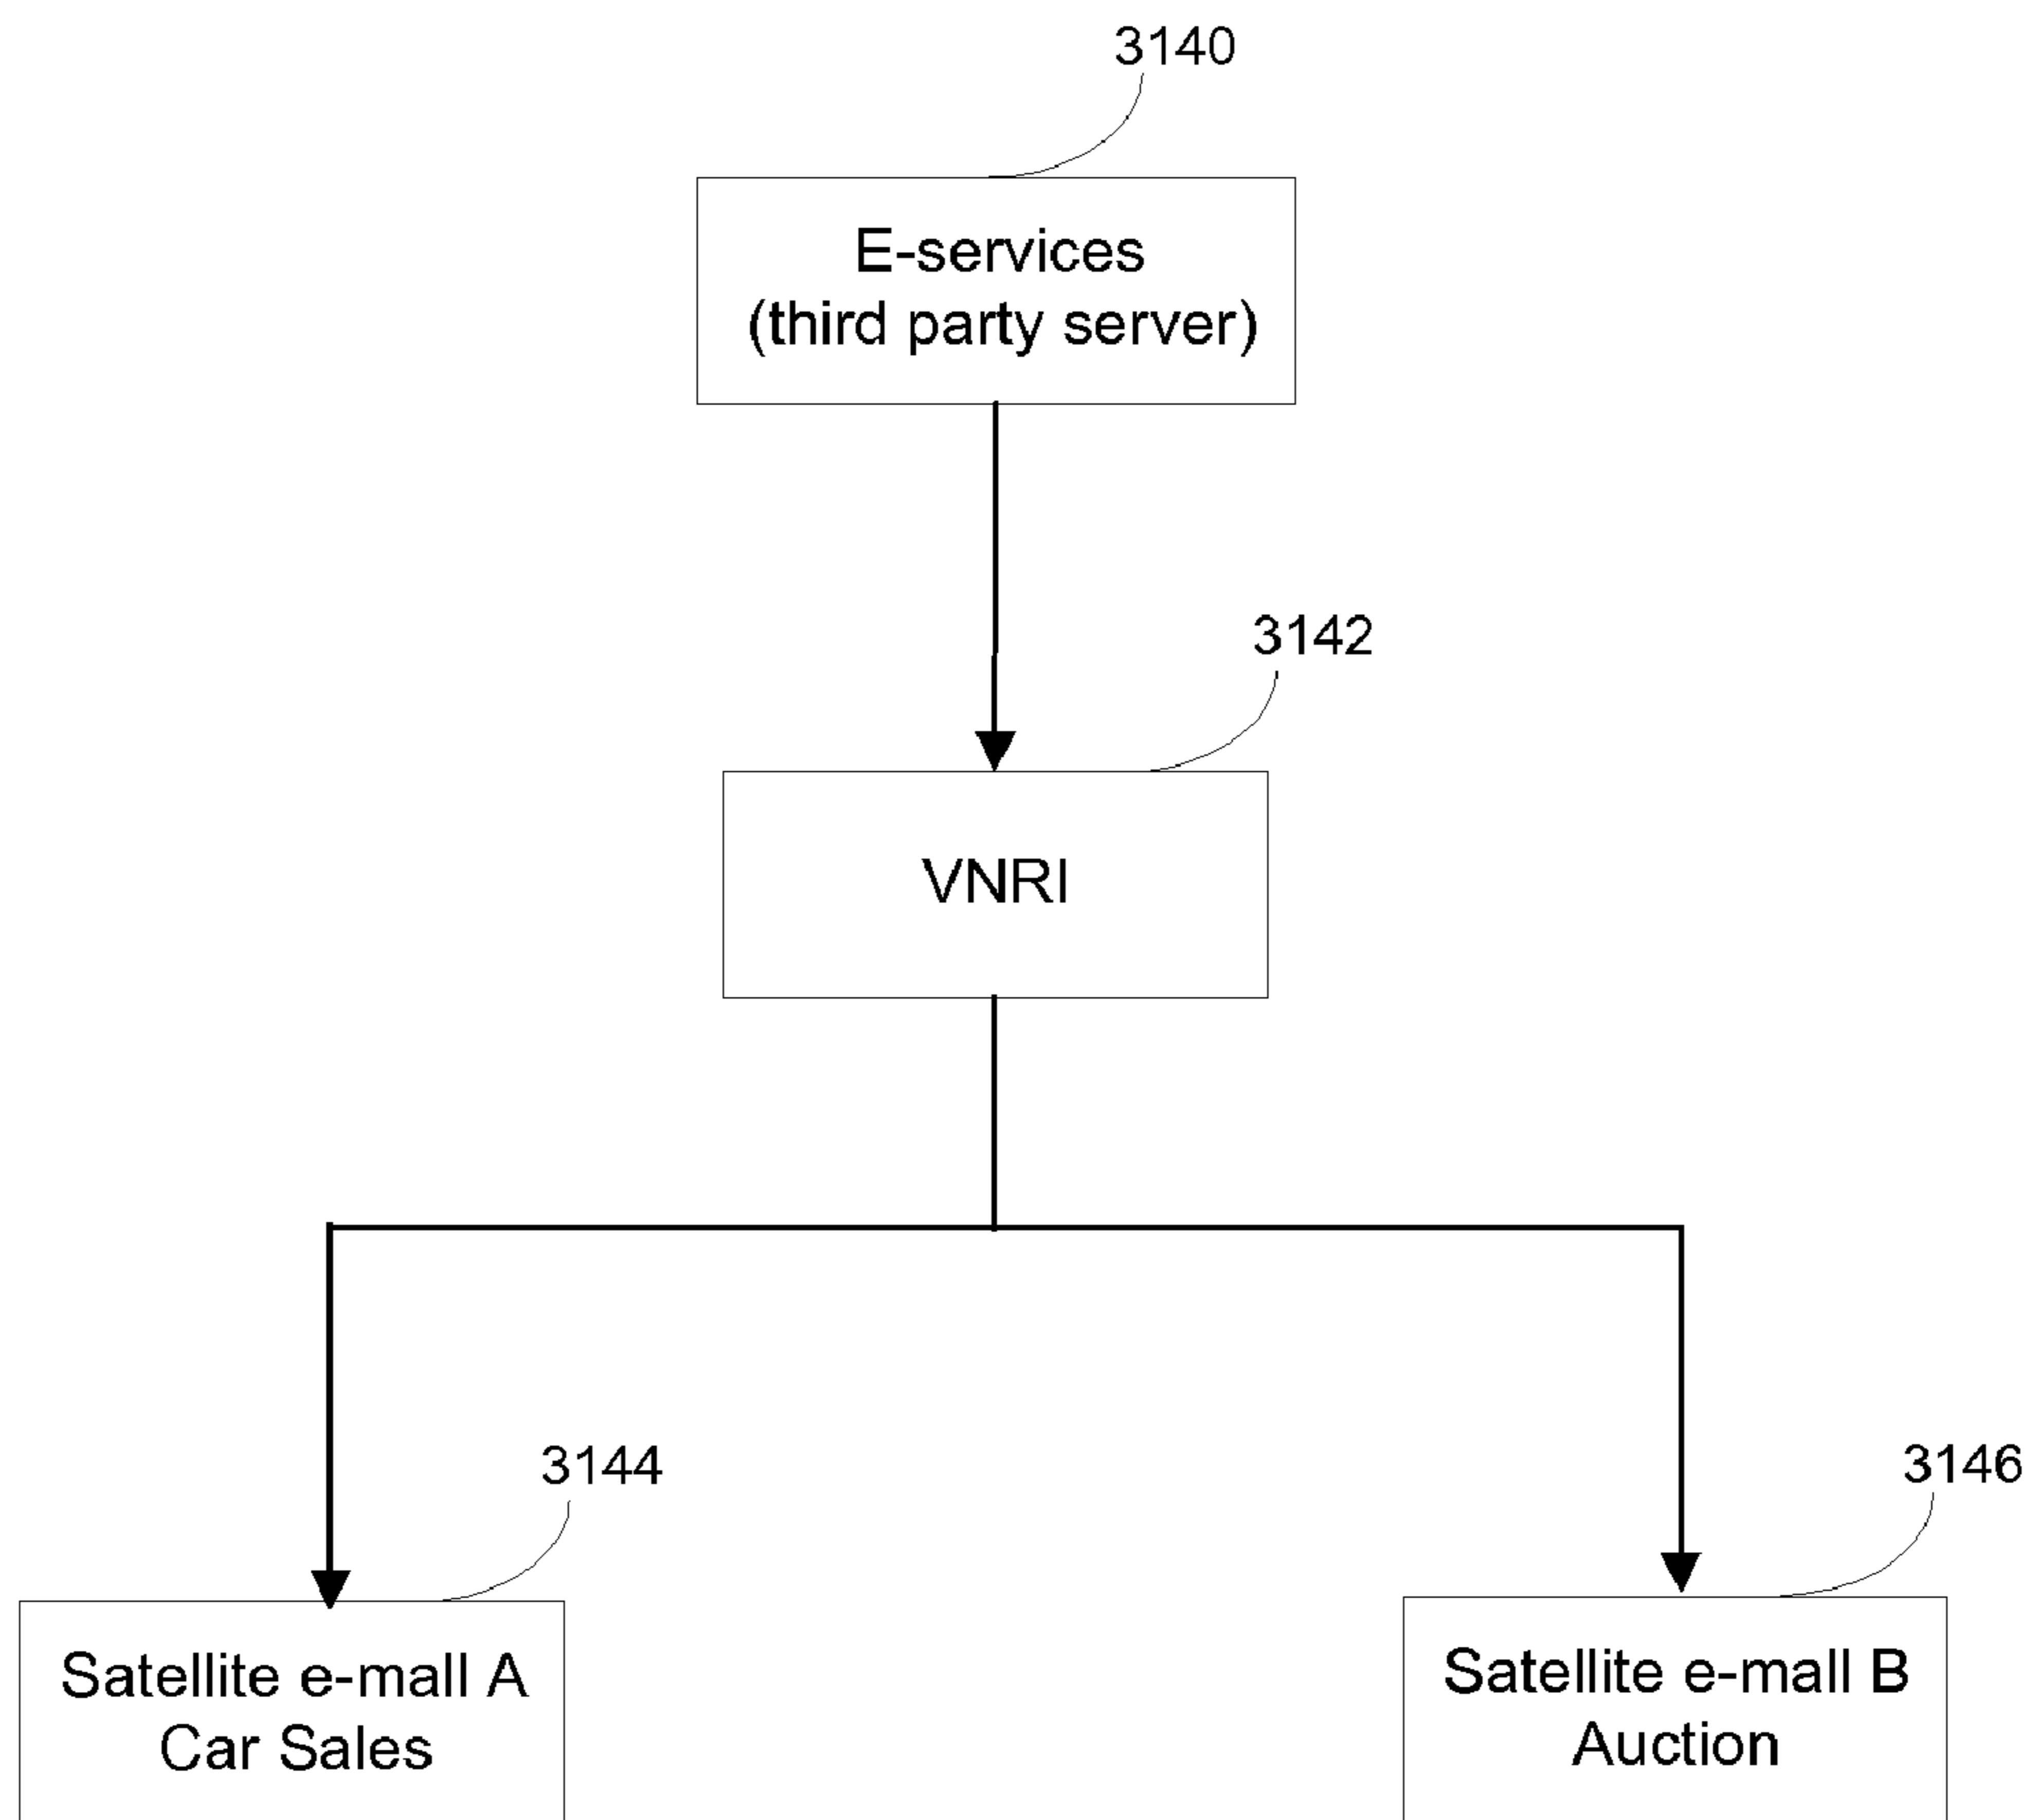 3140
E-services
(third party server)
3142
VNRI
3144
3146
Satellite e-mall A
Car Sales
Satellite e-mall B
Auction